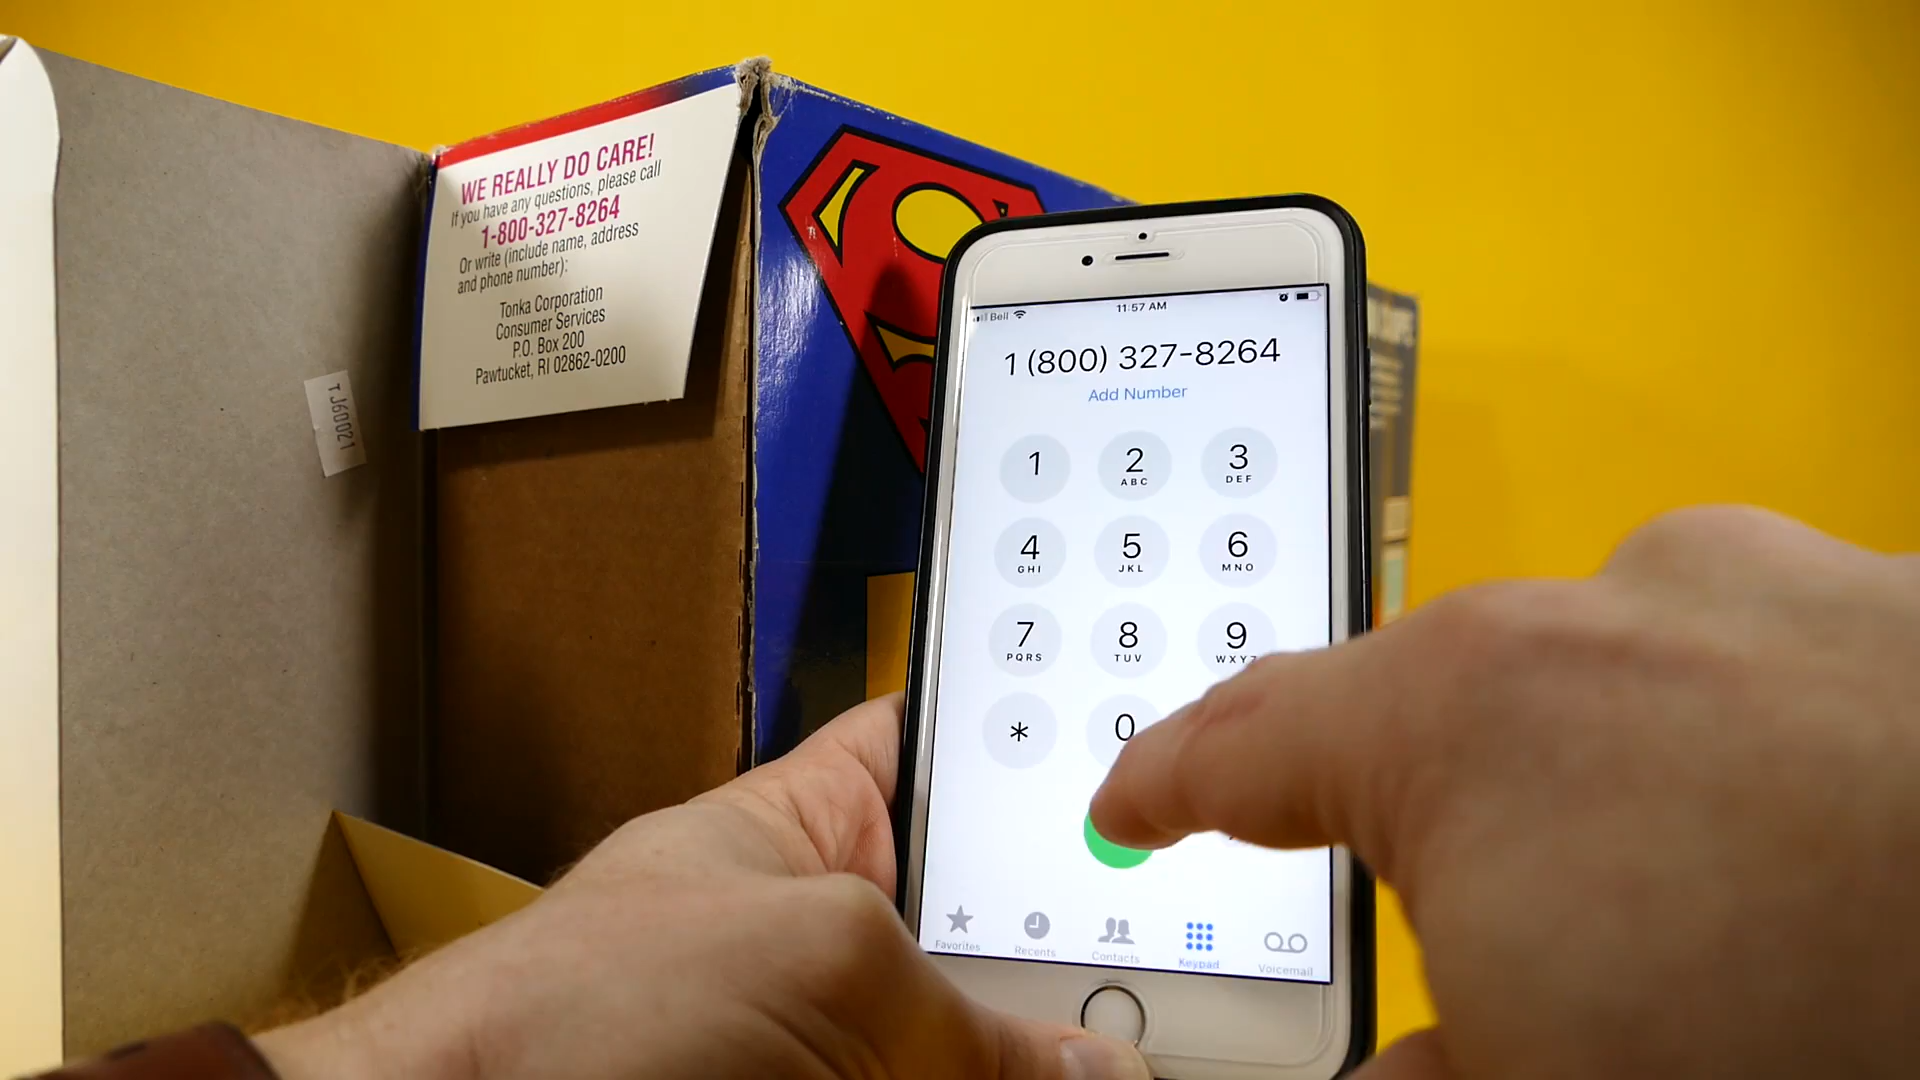 WE REALLY DO CARE!
If you have any questions, please call
1-800-327-8264
Or write (include name, address
and phone number):
Tonka Corporation
Consumer Services
P.O. Box 200
Pawtucket, RI 02862-0200
TJ60021
Bell
11:57 AM
1 (800) 327-8264
Add Number
1
2
ABC
3
DEF
4
GHI
5
JKL
6
MNO
7
PQRS
8
TUV
9
WXYZ
*
0
Favorites
Recents
Contacts
Keypad
Voicemail